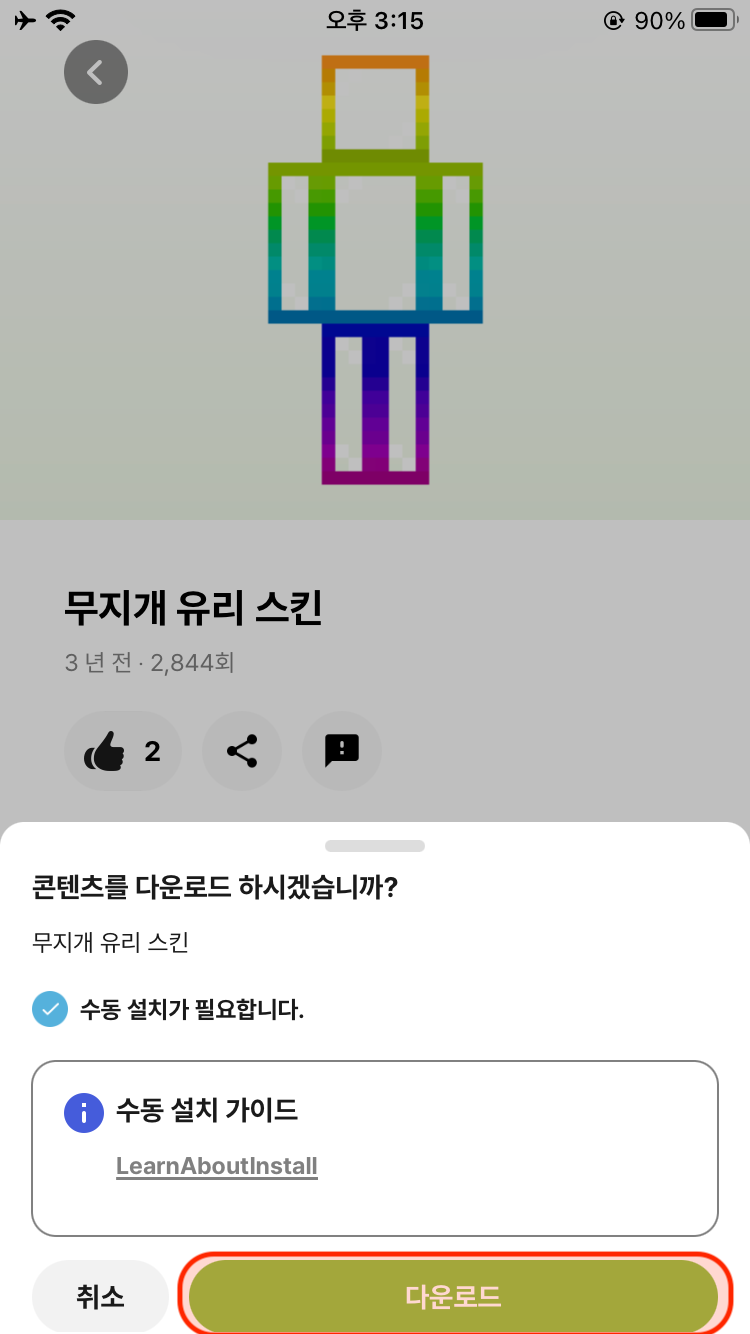 오후 3:15
90%
무지개 유리 스킨
3 년 전 · 2,844회
2
콘텐츠를 다운로드 하시겠습니까?
무지개 유리 스킨
수동 설치가 필요합니다.
수동 설치 가이드
LearnAboutInstall
취소
다운로드